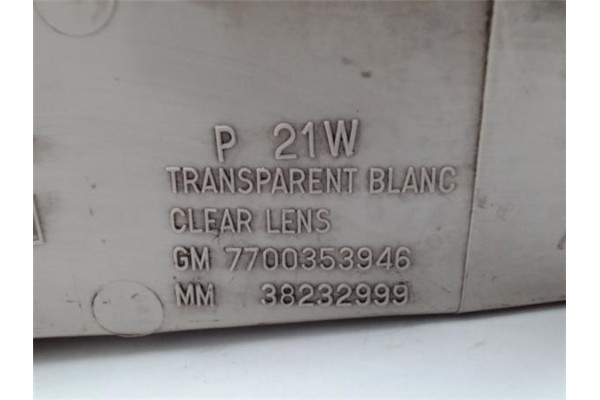 P 21W
TRANSPARENT BLANC
CLEAR LENS
GM 7700353946
MM 38232999